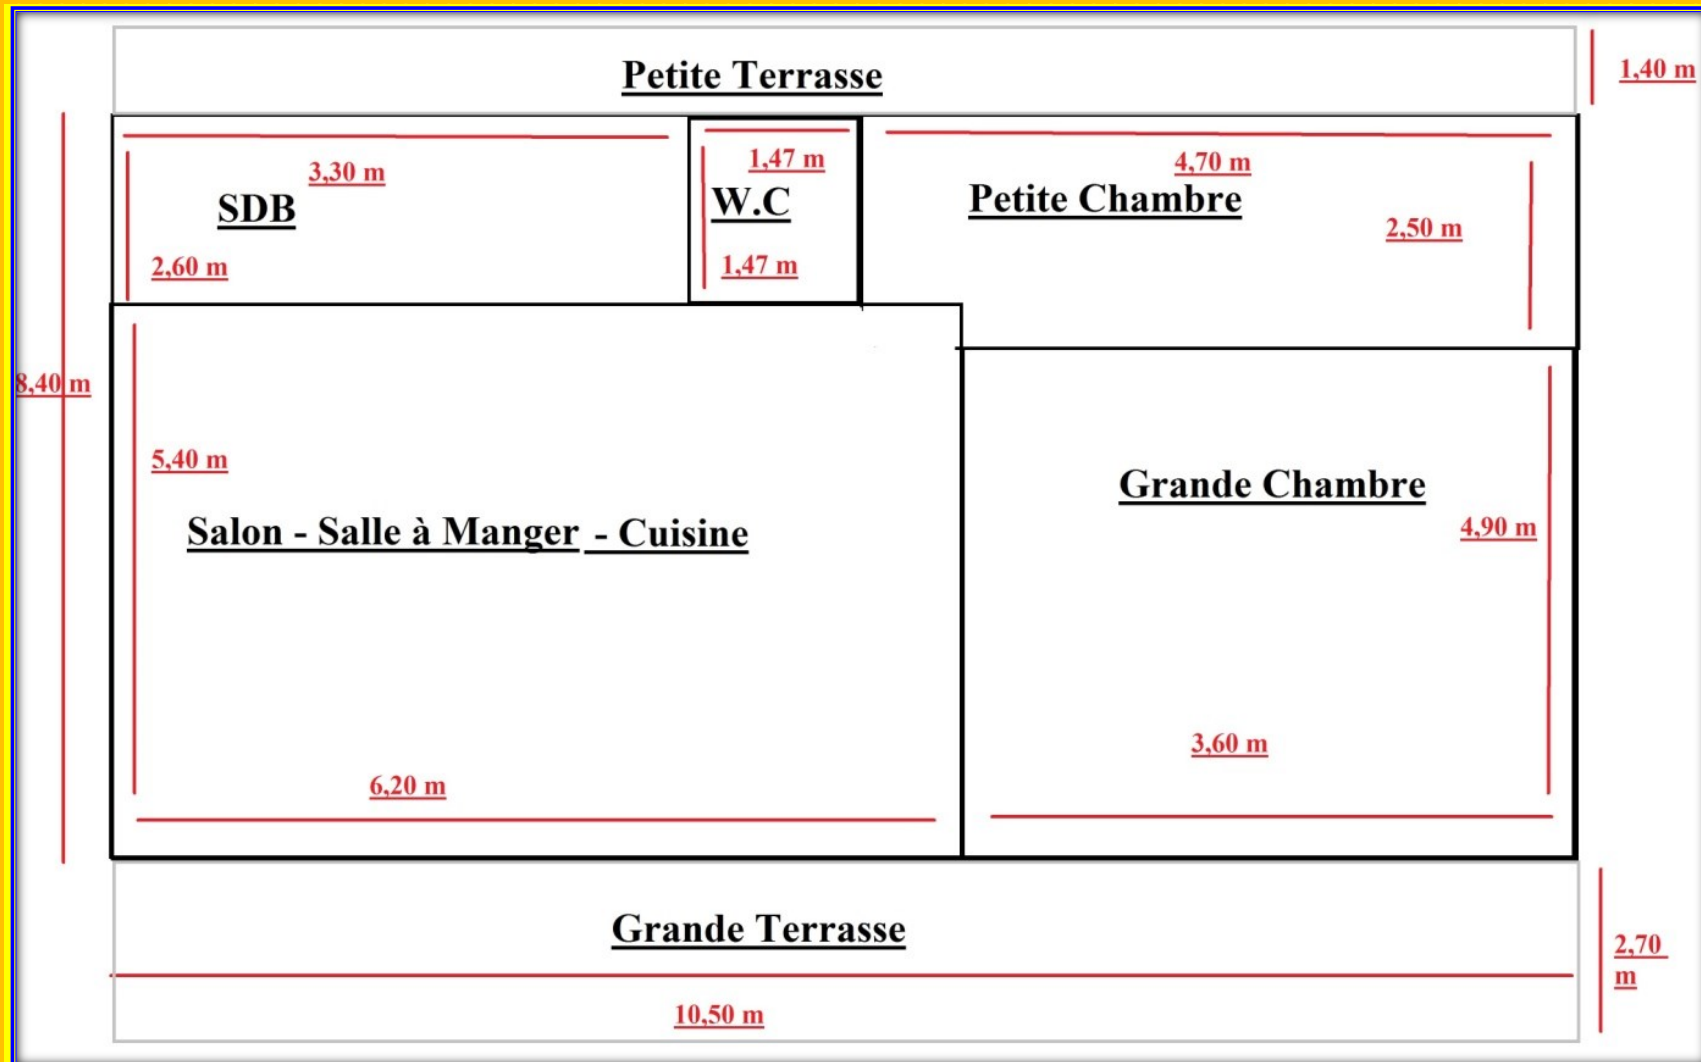 Petite Terrasse
1,40 m
3,30 m
1,47 m
4,70 m
SDB
W.C
Petite Chambre
2,50 m
2,60 m
1,47 m
8,40 m
5,40 m
Grande Chambre
4,90 m
Salon - Salle à Manger - Cuisine
3,60 m
6,20 m
Grande Terrasse
2,70
m
10,50 m